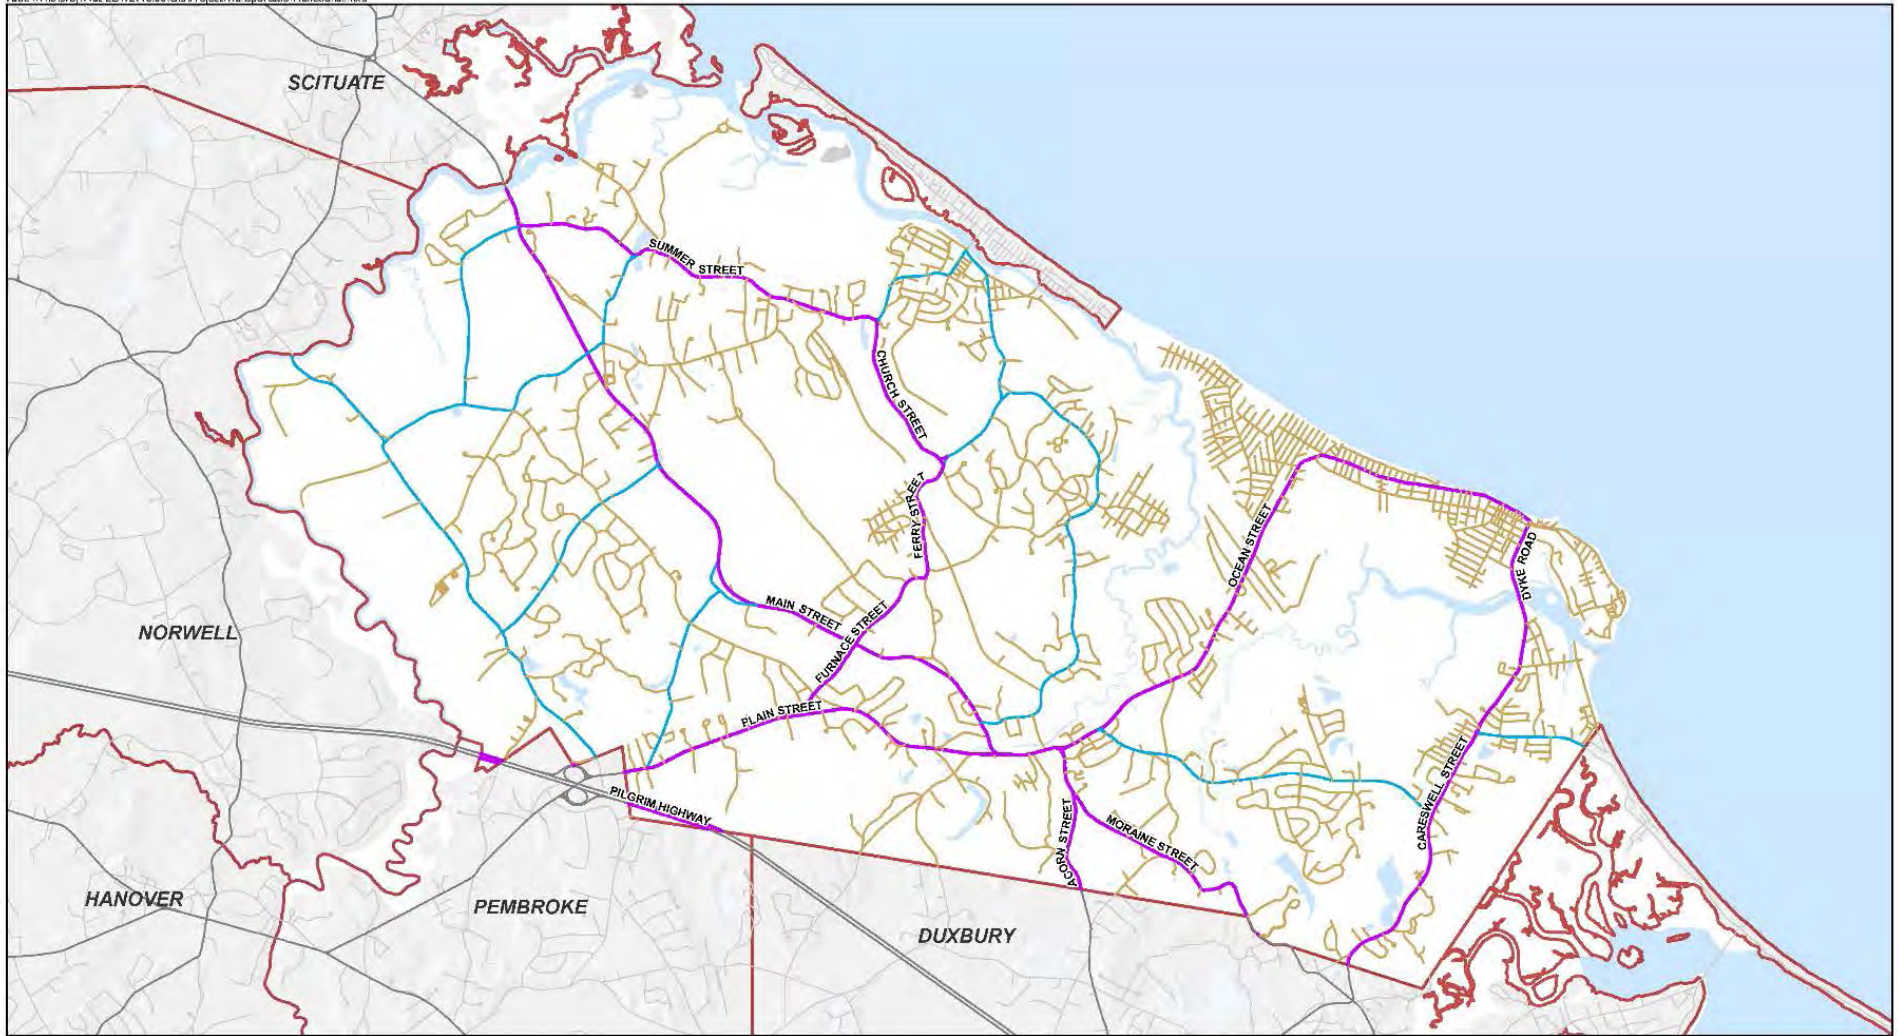 SCITUATE
SUMMER STREET
CHURCH STREET
FERRY STREET
OCEAN STREET
DYKE ROAD
MAIN STREET
FURNACE STREET
NORWELL
PLAIN STREET
PILGRIM HIGHWAY
CARESWELL STREET
ACORN STREET
MORAINE STREET
HANOVER
PEMBROKE
DUXBURY